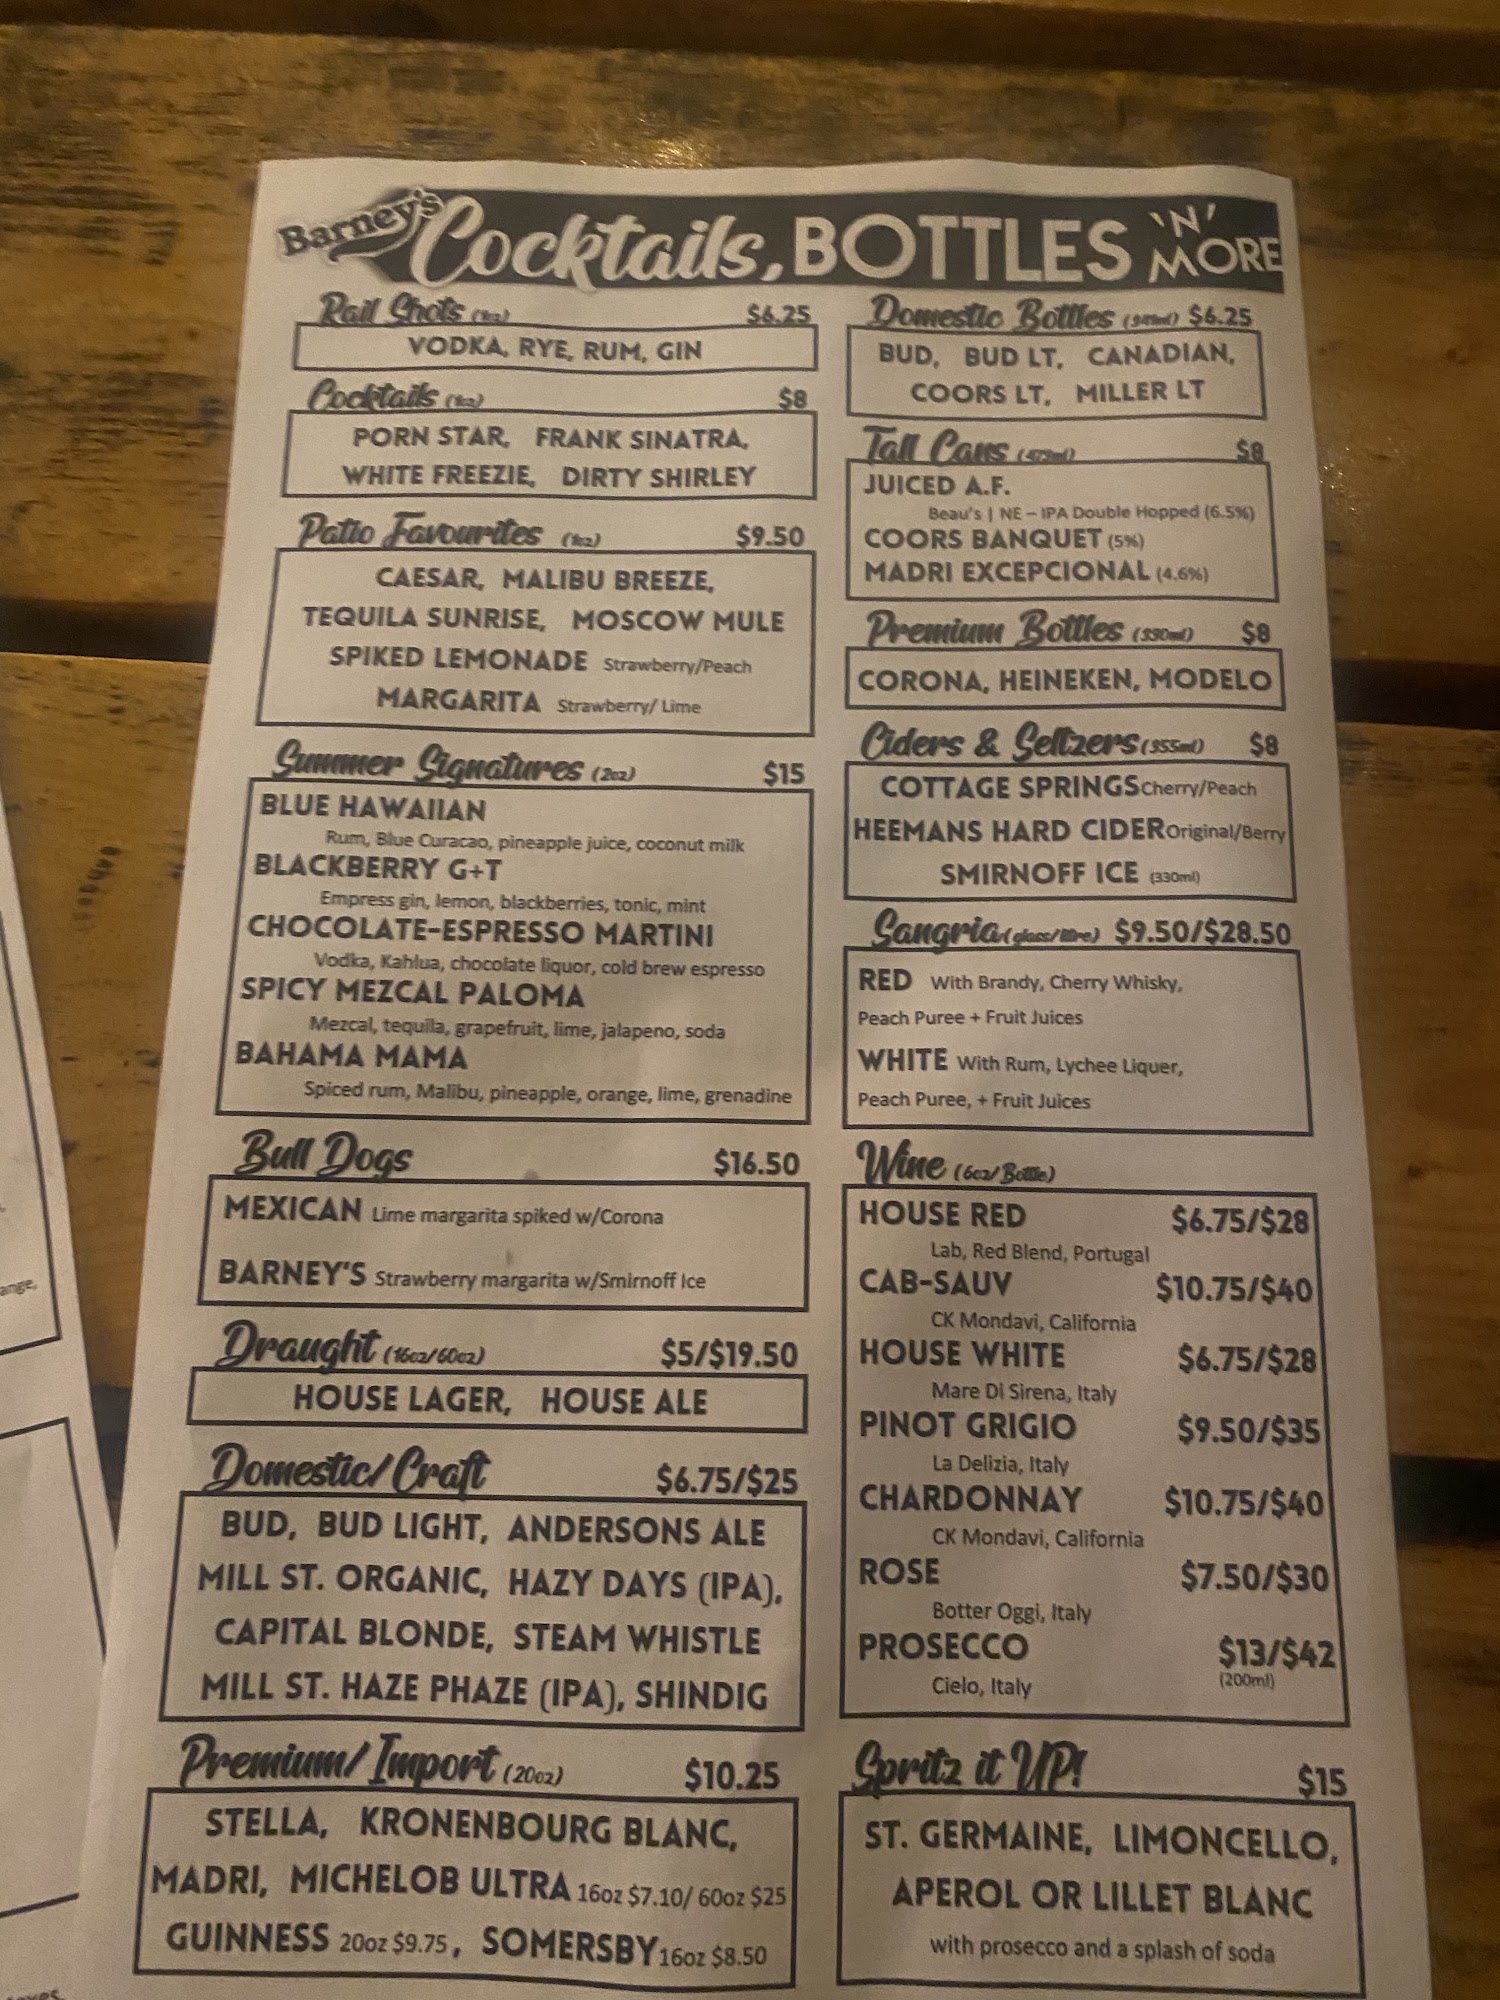 Barney's Cocktails, BOTTLES 'N' MORE
Rail Shots (1oz) $6.25
VODKA, RYE, RUM, GIN
Cocktails (1oz) $8
PORN STAR, FRANK SINATRA,
WHITE FREEZIE, DIRTY SHIRLEY
Patio Favourites (1oz) $9.50
CAESAR, MALIBU BREEZE,
TEQUILA SUNRISE, MOSCOW MULE
SPIKED LEMONADE Strawberry/Peach
MARGARITA Strawberry/ Lime
Summer Signatures (2oz) $15
BLUE HAWAIIAN
Rum, Blue Curacao, pineapple juice, coconut milk
BLACKBERRY G+T
Empress gin, lemon, blackberries, tonic, mint
CHOCOLATE-ESPRESSO MARTINI
Vodka, Kahlua, chocolate liquor, cold brew espresso
SPICY MEZCAL PALOMA
Mezcal, tequila, grapefruit, lime, jalapeno, soda
BAHAMA MAMA
Spiced rum, Malibu, pineapple, orange, lime, grenadine
Bull Dogs $16.50
MEXICAN Lime margarita spiked w/Corona
BARNEY'S Strawberry margarita w/Smirnoff Ice
Draught (16oz/60oz) $5/$19.50
HOUSE LAGER, HOUSE ALE
Domestic/Craft $6.75/$25
BUD, BUD LIGHT, ANDERSONS ALE
MILL ST. ORGANIC, HAZY DAYS (IPA),
CAPITAL BLONDE, STEAM WHISTLE
MILL ST. HAZE PHAZE (IPA), SHINDIG
Premium/Import (20oz) $10.25
STELLA, KRONENBOURG BLANC,
MADRI, MICHELOB ULTRA 16oz $7.10/ 60oz $25
GUINNESS 20oz $9.75, SOMERSBY 16oz $8.50
Domestic Bottles (341ml) $6.25
BUD, BUD LT, CANADIAN,
COORS LT, MILLER LT
Tall Cans (473ml) $8
JUICED A.F.
Beau's | NE – IPA Double Hopped (6.5%)
COORS BANQUET (5%)
MADRI EXCEPCIONAL (4.6%)
Premium Bottles (330ml) $8
CORONA, HEINEKEN, MODELO
Ciders & Seltzers (355ml) $8
COTTAGE SPRINGS Cherry/Peach
HEEMANS HARD CIDER Original/Berry
SMIRNOFF ICE (330ml)
Sangria (glass/litre) $9.50/$28.50
RED With Brandy, Cherry Whisky,
Peach Puree + Fruit Juices
WHITE With Rum, Lychee Liquer,
Peach Puree, + Fruit Juices
Wine (6oz/Bottle)
HOUSE RED $6.75/$28
Lab, Red Blend, Portugal
CAB-SAUV $10.75/$40
CK Mondavi, California
HOUSE WHITE $6.75/$28
Mare Di Sirena, Italy
PINOT GRIGIO $9.50/$35
La Delizia, Italy
CHARDONNAY $10.75/$40
CK Mondavi, California
ROSE $7.50/$30
Botter Oggi, Italy
PROSECCO $13/$42
Cielo, Italy (200ml)
Spritz it UP! $15
ST. GERMAINE, LIMONCELLO,
APEROL OR LILLET BLANC
with prosecco and a splash of soda